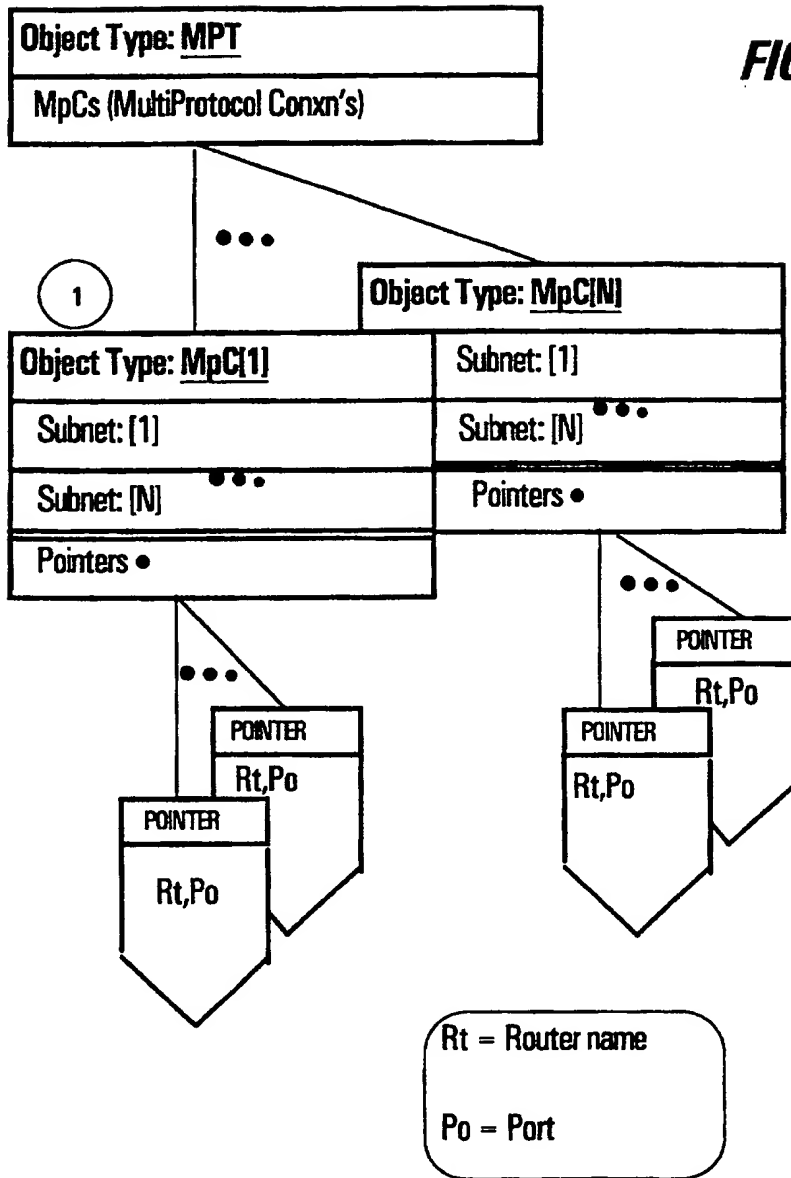 Object Type: MPT
MpCs (MultiProtocol Conxn's)
FIG
1
Object Type: MpC[1]
Subnet: [1]
Subnet: [N]
Pointers
Object Type: MpC[N]
Subnet: [1]
Subnet: [N]
Pointers
POINTER
Rt,Po
POINTER
Rt,Po
POINTER
Rt,Po
POINTER
Rt,Po
Rt = Router name
Po = Port